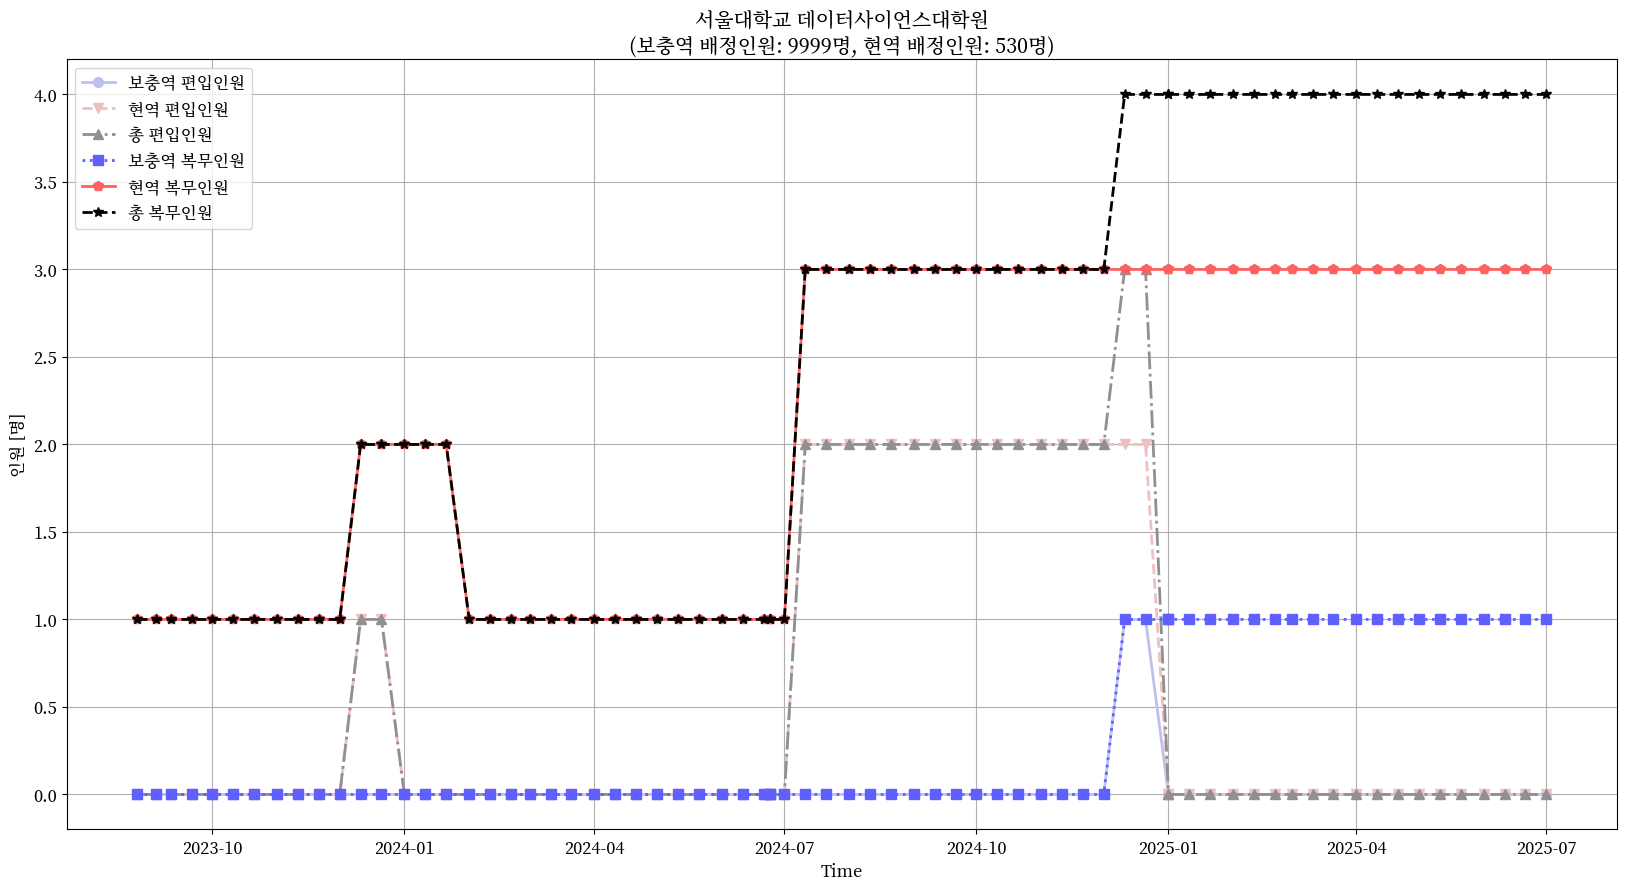 서울대학교 데이터사이언스대학원
(보충역 배정인원: 9999명, 현역 배정인원: 530명)
보충역 편입인원
현역 편입인원
총 편입인원
보충역 복무인원
현역 복무인원
총 복무인원
인원 [명]
4.0
3.5
3.0
2.5
2.0
1.5
1.0
0.5
0.0
2023-10
2024-01
2024-04
2024-07
2024-10
2025-01
2025-04
2025-07
Time